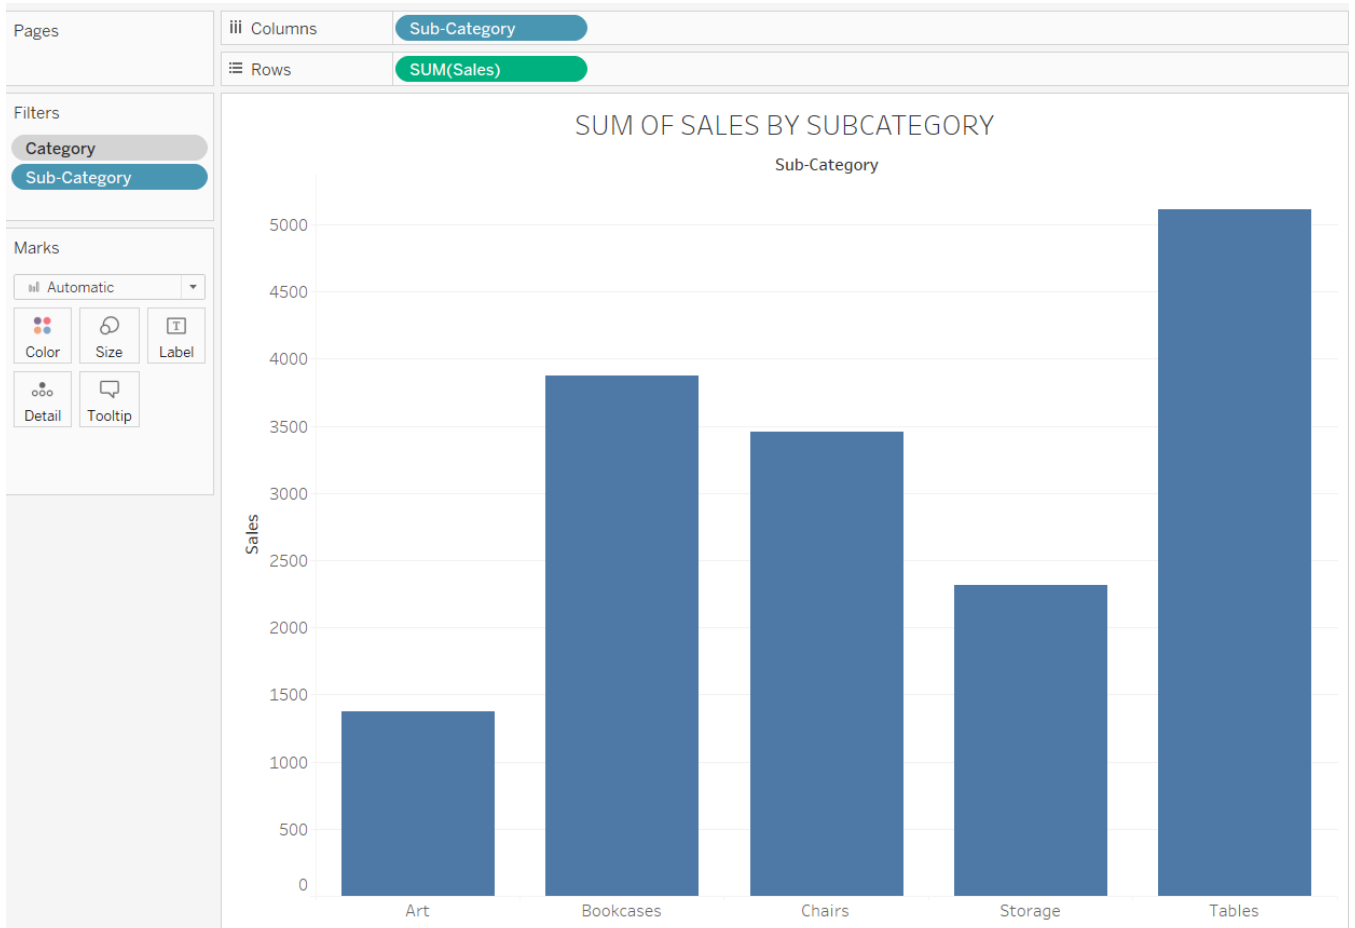 Pages
Columns
Sub-Category
Rows
SUM(Sales)
Filters
Category
Sub-Category
Marks
Automatic
Color
Size
T
Label
Detail
Tooltip
SUM OF SALES BY SUBCATEGORY
Sub-Category
Sales
5000
4500
4000
3500
3000
2500
2000
1500
1000
500
0
Art
Bookcases
Chairs
Storage
Tables